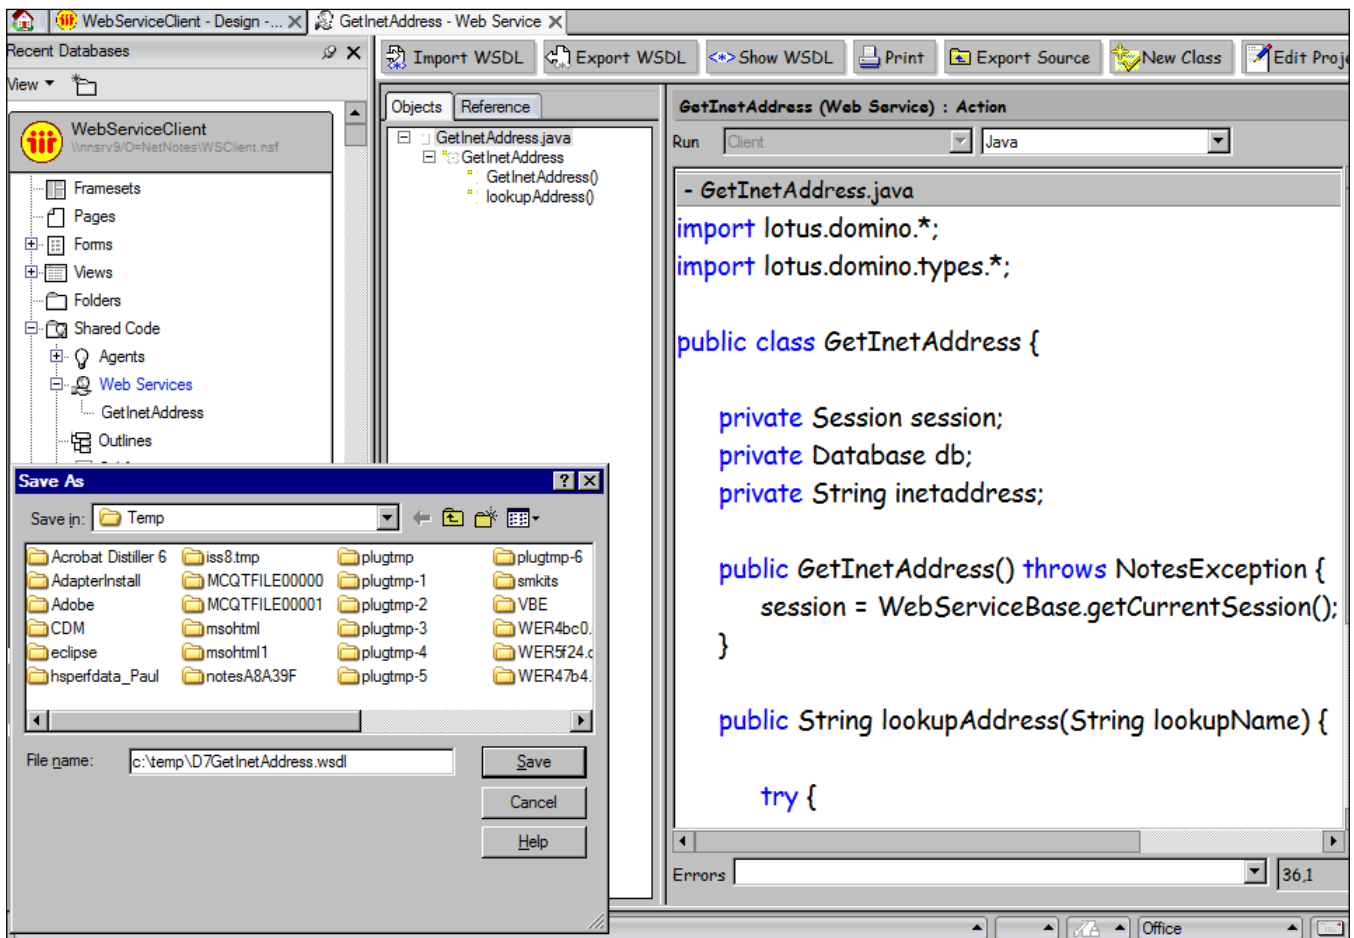 WebServiceClient - Design -...
GetInetAddress - Web Service
Recent Databases
View
WebServiceClient
\\nnsrv9/O=NetNotes\WSClient.nsf
Framesets
Pages
Forms
Views
Folders
Shared Code
Agents
Web Services
GetInetAddress
Outlines
Import WSDL
Export WSDL
<*> Show WSDL
Print
Export Source
New Class
Edit Proje
Objects
Reference
GetInetAddress.java
GetInetAddress
GetInetAddress()
lookupAddress()
GetInetAddress (Web Service) : Action
Run
Client
Java
- GetInetAddress.java
import lotus.domino.*;
import lotus.domino.types.*;
public class GetInetAddress {
private Session session;
private Database db;
private String inetaddress;
public GetInetAddress() throws NotesException {
session = WebServiceBase.getCurrentSession();
}
public String lookupAddress(String lookupName) {
try {
Errors
36,1
Save As
Save in:
Temp
Acrobat Distiller 6
AdapterInstall
Adobe
CDM
eclipse
hsperfdata_Paul
iss8.tmp
MCQTFILE00000
MCQTFILE00001
msohtml
msohtml1
notesA8A39F
plugtmp
plugtmp-1
plugtmp-2
plugtmp-3
plugtmp-4
plugtmp-5
plugtmp-6
smkits
VBE
WER4bc0.
WER5f24.c
WER47b4.
File name:
c:\temp\D7GetInetAddress.wsdl
Save
Cancel
Help
Office